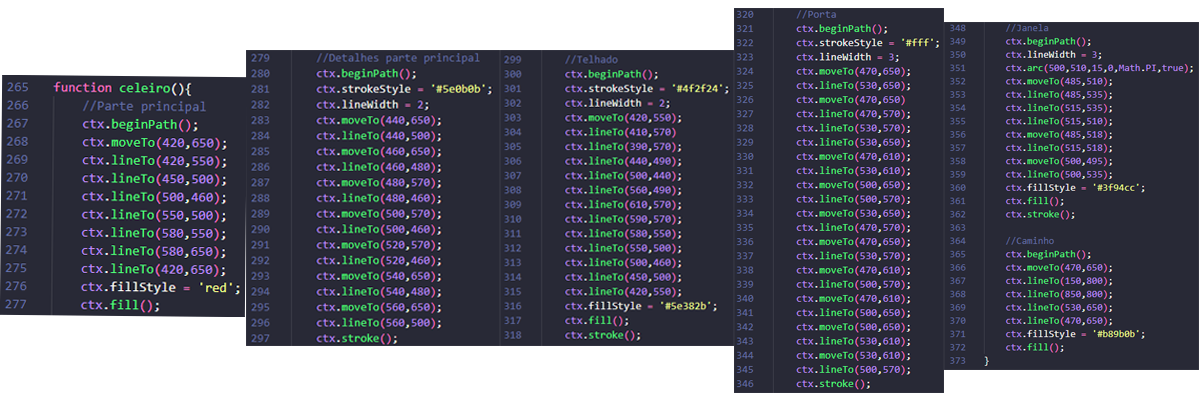 265 function celeiro(){
266 //Parte principal
267 ctx.beginPath();
268 ctx.moveTo(420,650);
269 ctx.lineTo(420,550);
270 ctx.lineTo(450,500);
271 ctx.lineTo(500,460);
272 ctx.lineTo(550,500);
273 ctx.lineTo(580,550);
274 ctx.lineTo(580,650);
275 ctx.lineTo(420,650);
276 ctx.fillStyle = 'red';
277 ctx.fill();
279 //Detalhes parte principal
280 ctx.beginPath();
281 ctx.strokeStyle = '#5e0b0b';
282 ctx.lineWidth = 2;
283 ctx.moveTo(440,650);
284 ctx.lineTo(440,500);
285 ctx.moveTo(460,650);
286 ctx.lineTo(460,480);
287 ctx.moveTo(480,570);
288 ctx.lineTo(480,460);
289 ctx.moveTo(500,570);
290 ctx.lineTo(500,460);
291 ctx.moveTo(520,570);
292 ctx.lineTo(520,460);
293 ctx.moveTo(540,650);
294 ctx.lineTo(540,480);
295 ctx.moveTo(560,650);
296 ctx.lineTo(560,500);
297 ctx.stroke();
299 //Telhado
300 ctx.beginPath();
301 ctx.strokeStyle = '#4f2f24';
302 ctx.lineWidth = 2;
303 ctx.moveTo(420,550);
304 ctx.lineTo(410,570)
305 ctx.lineTo(390,570);
306 ctx.lineTo(440,490);
307 ctx.lineTo(500,440);
308 ctx.lineTo(560,490);
309 ctx.lineTo(610,570);
310 ctx.lineTo(590,570);
311 ctx.lineTo(580,550);
312 ctx.lineTo(550,500);
313 ctx.lineTo(500,460);
314 ctx.lineTo(450,500);
315 ctx.lineTo(420,550);
316 ctx.fillStyle = '#5e382b';
317 ctx.fill();
318 ctx.stroke();
320 //Porta
321 ctx.beginPath();
322 ctx.strokeStyle = '#fff';
323 ctx.lineWidth = 3;
324 ctx.moveTo(470,650);
325 ctx.lineTo(530,650);
326 ctx.moveTo(470,650)
327 ctx.lineTo(470,570);
328 ctx.lineTo(530,570);
329 ctx.lineTo(530,650);
330 ctx.moveTo(470,610);
331 ctx.lineTo(530,610);
332 ctx.moveTo(500,650);
333 ctx.lineTo(500,570);
334 ctx.moveTo(530,650);
335 ctx.lineTo(470,570);
336 ctx.moveTo(470,650);
337 ctx.lineTo(530,570);
338 ctx.moveTo(470,610);
339 ctx.lineTo(500,570);
340 ctx.moveTo(470,610);
341 ctx.lineTo(500,650);
342 ctx.moveTo(500,650);
343 ctx.lineTo(530,610);
344 ctx.moveTo(530,610);
345 ctx.lineTo(500,570);
346 ctx.stroke();
348 //Janela
349 ctx.beginPath();
350 ctx.lineWidth = 3;
351 ctx.arc(500,510,15,0,Math.PI,true);
352 ctx.moveTo(485,510);
353 ctx.lineTo(485,535);
354 ctx.lineTo(515,535);
355 ctx.lineTo(515,510);
356 ctx.moveTo(485,518);
357 ctx.lineTo(515,518);
358 ctx.moveTo(500,495);
359 ctx.lineTo(500,535);
360 ctx.fillStyle = '#3f94cc';
361 ctx.fill();
362 ctx.stroke();
363
364 //Caminho
365 ctx.beginPath();
366 ctx.moveTo(470,650);
367 ctx.lineTo(150,800);
368 ctx.lineTo(850,800);
369 ctx.lineTo(530,650);
370 ctx.lineTo(470,650);
371 ctx.fillStyle = '#b89b0b';
372 ctx.fill();
373 }